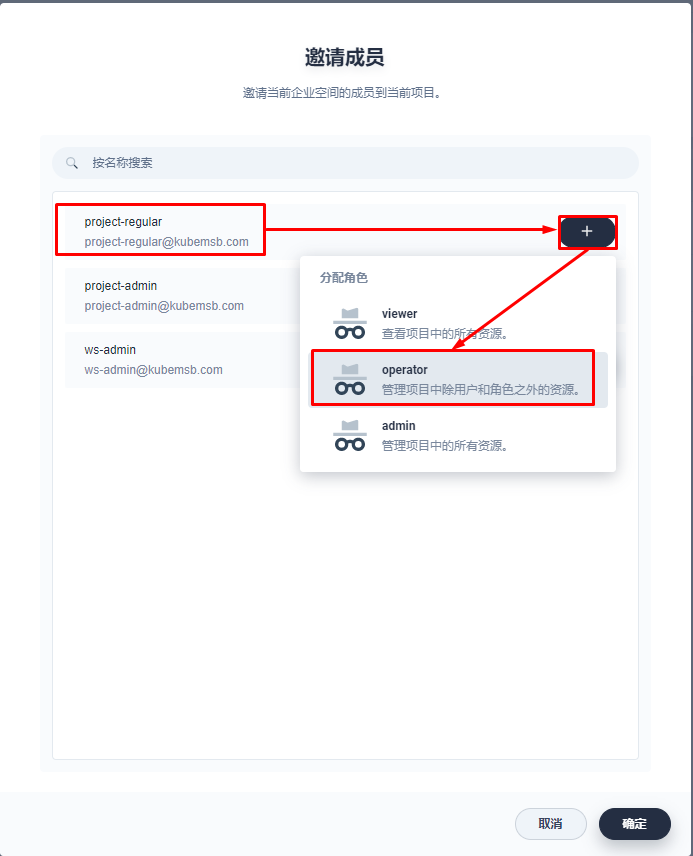 邀请成员
邀请当前企业空间的成员到当前项目。
按名称搜索
project-regular
project-regular@kubemsb.com
project-admin
project-admin@kubemsb.com
ws-admin
ws-admin@kubemsb.com
分配角色
viewer
查看项目中的所有资源。
operator
管理项目中除用户和角色之外的资源。
admin
管理项目中的所有资源。
取消
确定